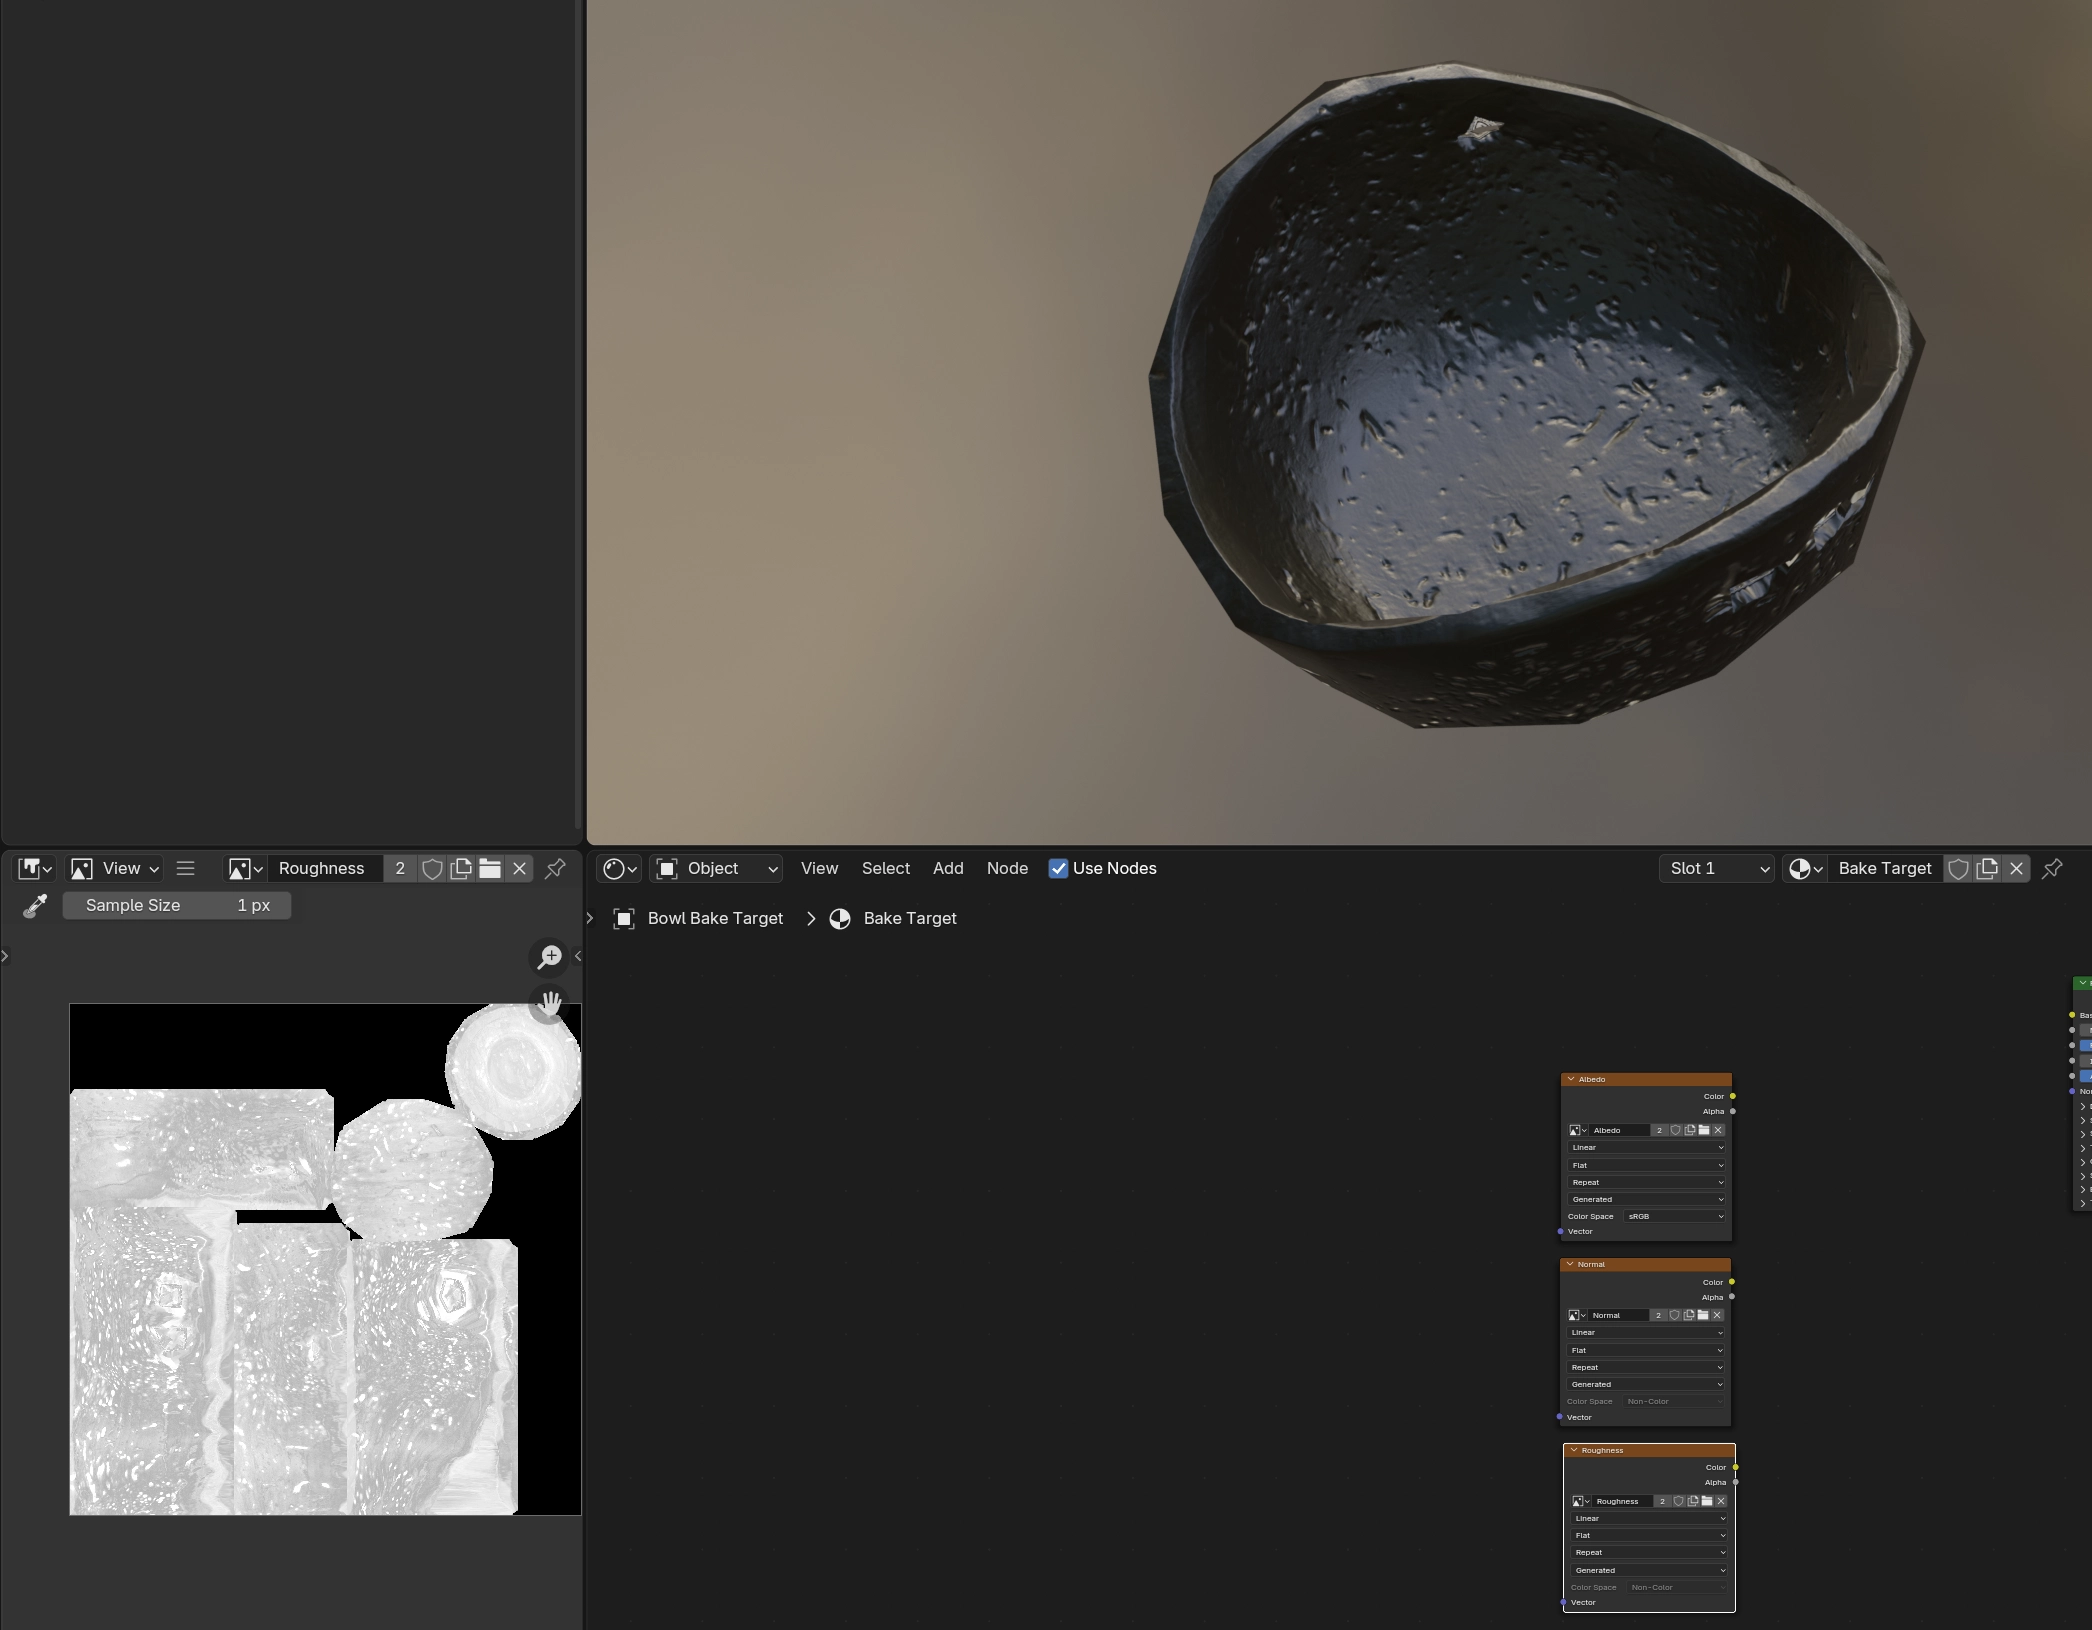 View
Roughness
2
Object
View
Select
Add
Node
Use Nodes
Slot 1
Bake Target
Sample Size
1 px
Bowl Bake Target
Bake Target
Albedo
Color
Alpha
Albedo
2
Linear
Flat
Repeat
Generated
Color Space
sRGB
Vector
Normal
Color
Alpha
Normal
2
Linear
Flat
Repeat
Generated
Color Space
Non-Color
Vector
Roughness
Color
Alpha
Roughness
2
Linear
Flat
Repeat
Generated
Color Space
Non-Color
Vector
Bas
Nor